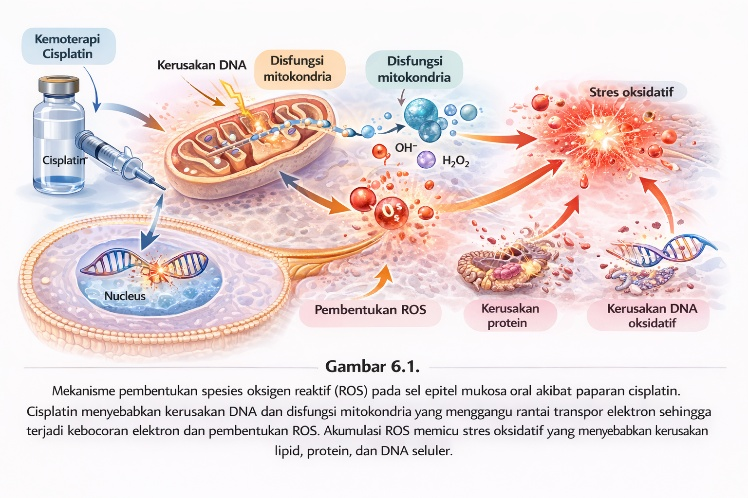 Kemoterapi
Cisplatin
Kerusakan DNA
Disfungsi
mitokondria
Disfungsi
mitokondria
Stres oksidatif
Cisplatin
OH⁻
H₂O₂
O₅
s
Nucleus
Pembentukan ROS
Kerusakan
protein
Kerusakan DNA
oksidatif
Gambar 6.1.
Mekanisme pembentukan spesies oksigen reaktif (ROS) pada sel epitel mukosa oral akibat paparan cisplatin.
Cisplatin menyebabkan kerusakan DNA dan disfungsi mitokondria yang menggangu rantai transpor elektron sehingga
terjadi kebocoran elektron dan pembentukan ROS. Akumulasi ROS memicu stres oksidatif yang menyebabkan kerusakan
lipid, protein, dan DNA seluler.